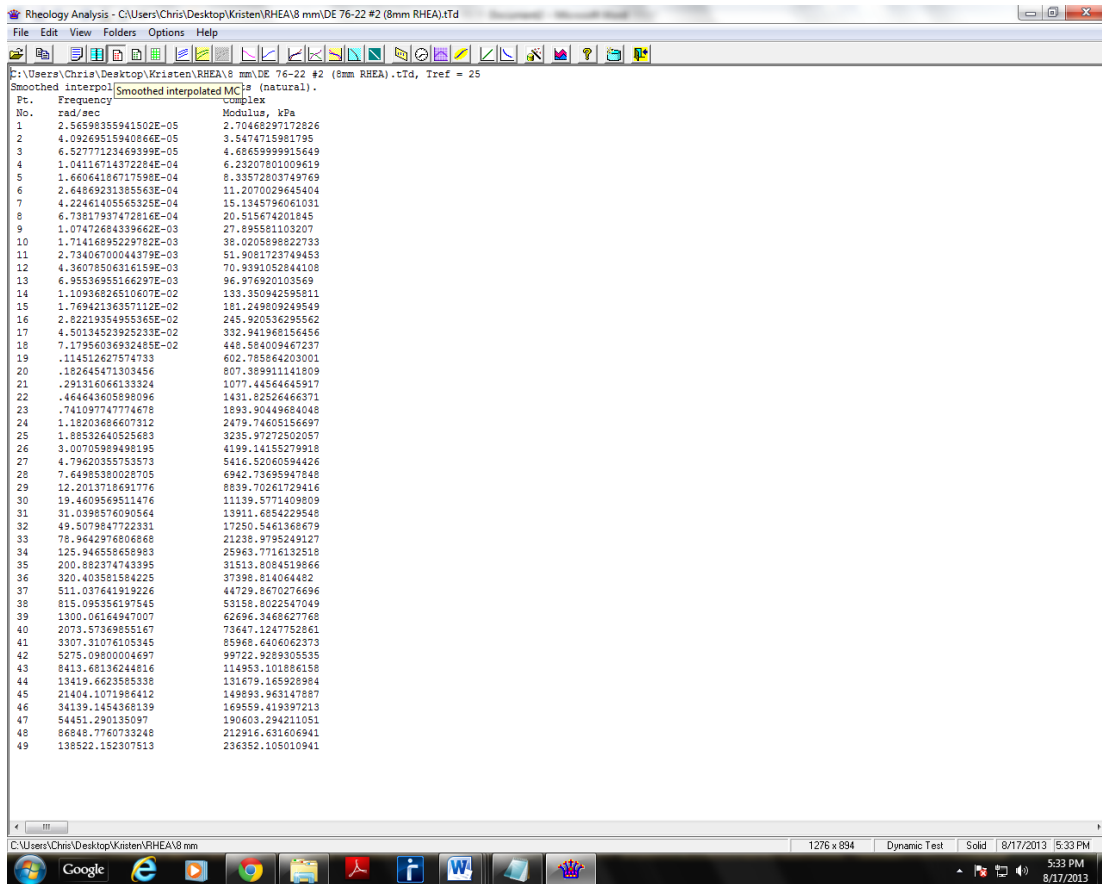 Rheology Analysis - C:\Users\Chris\Desktop\Kristen\RHEA\8 mm\DE 76-22 #2 (8mm RHEA).tTd
File Edit View Folders Options Help
C:\Users\Chris\Desktop\Kristen\RHEA\8 mm\DE 76-22 #2 (8mm RHEA).tTd, Tref = 25
Smoothed interpol s (natural).
Smoothed interpolated MC
Pt. Frequency Complex
No. rad/sec Modulus, kPa
1 2.56598355941502E-05 2.70468297172826
2 4.09269515940866E-05 3.5474715981795
3 6.52777123469399E-05 4.68659999915649
4 1.04116714372284E-04 6.23207801009619
5 1.66064186717598E-04 8.33572803749769
6 2.64869231385563E-04 11.2070029645404
7 4.22461405565325E-04 15.1345796061031
8 6.73817937472816E-04 20.515674201845
9 1.07472684339662E-03 27.895581103207
10 1.71416895229782E-03 38.0205898822733
11 2.73406700044379E-03 51.9081723749453
12 4.36078506316159E-03 70.9391052844108
13 6.95536955166297E-03 96.976920103569
14 1.10936826510607E-02 133.350942595811
15 1.76942136357112E-02 181.249809249549
16 2.82219354955365E-02 245.920536295562
17 4.50134523925233E-02 332.941968156456
18 7.17956036932485E-02 448.584009467237
19 .114512627574733 602.785864203001
20 .182645471303456 807.389911141809
21 .291316066133324 1077.44564645917
22 .464643605898096 1431.82526466371
23 .741097747774678 1893.90449684048
24 1.18203686607312 2479.74605156697
25 1.88532640525683 3235.97272502057
26 3.00705989498195 4199.14155279918
27 4.79620355753573 5416.52060594426
28 7.64985380028705 6942.73695947848
29 12.2013718691776 8839.70261729416
30 19.4609569511476 11139.5771409809
31 31.0398576090564 13911.6854229548
32 49.5079847722331 17250.5461368679
33 78.9642976806868 21238.9795249127
34 125.946558658983 25963.7716132518
35 200.882374743395 31513.8084519866
36 320.403581584225 37398.814064482
37 511.037641919226 44729.8670276696
38 815.095356197545 53158.8022547049
39 1300.06164947007 62696.3468627768
40 2073.57369855167 73647.1247752861
41 3307.31076105345 85968.6406062373
42 5275.09800004697 99722.9289305535
43 8413.68136244816 114953.101886158
44 13419.6623585338 131679.165928984
45 21404.1071986412 149893.963147887
46 34139.1454368139 169559.419397213
47 54451.290135097 190603.294211051
48 86848.7760733248 212916.631606941
49 138522.152307513 236352.105010941
C:\Users\Chris\Desktop\Kristen\RHEA\8 mm 1276 x 894 Dynamic Test Solid 8/17/2013 5:33 PM
Google 5:33 PM
8/17/2013